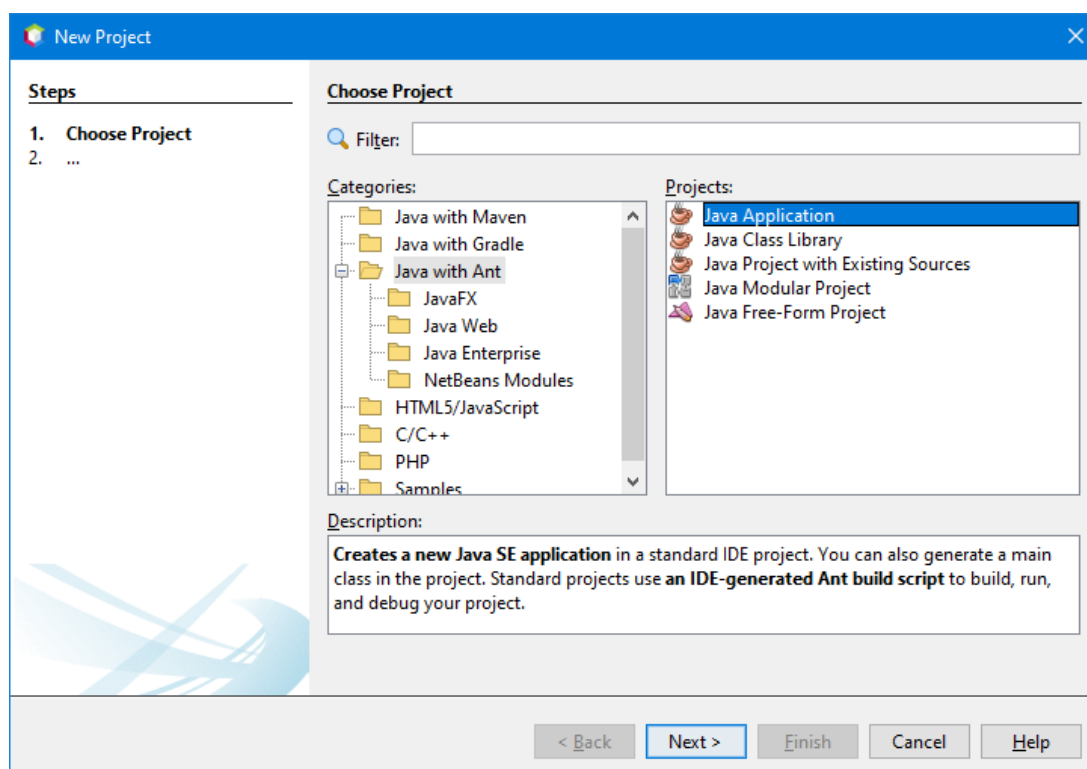 New Project
Steps
1. Choose Project
2. ...
Choose Project
Filter:
Categories:
Java with Maven
Java with Gradle
Java with Ant
JavaFX
Java Web
Java Enterprise
NetBeans Modules
HTML5/JavaScript
C/C++
PHP
Samples
Projects:
Java Application
Java Class Library
Java Project with Existing Sources
Java Modular Project
Java Free-Form Project
Description:
Creates a new Java SE application in a standard IDE project. You can also generate a main
class in the project. Standard projects use an IDE-generated Ant build script to build, run,
and debug your project.
< Back
Next >
Finish
Cancel
Help